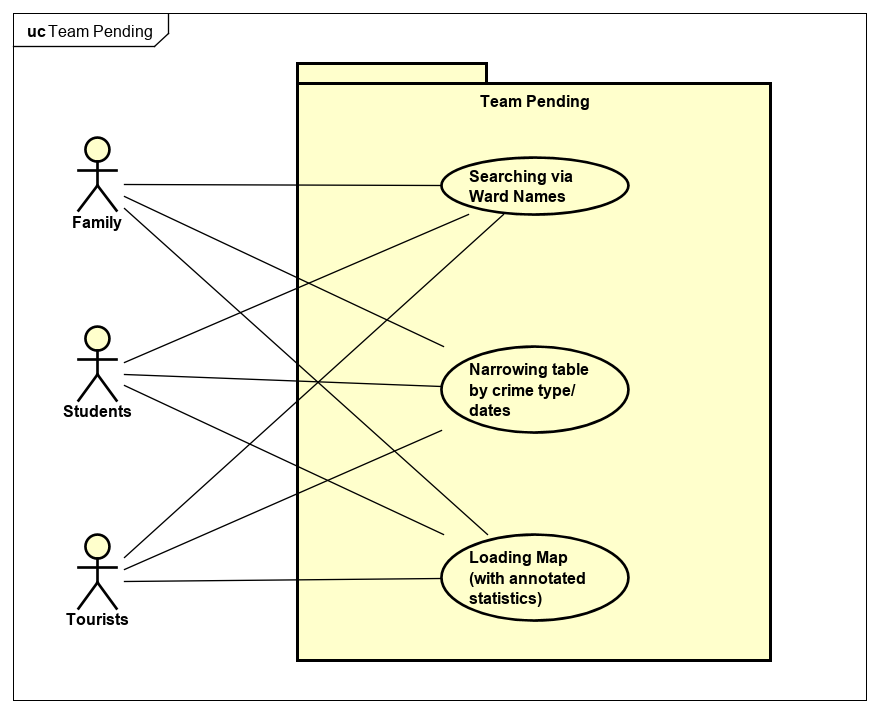 uc Team Pending
Team Pending
Family
Searching via
Ward Names
Students
Narrowing table
by crime type/
dates
Tourists
Loading Map
(with annotated
statistics)